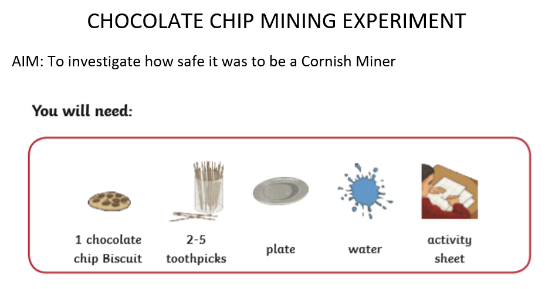 CHOCOLATE CHIP MINING EXPERIMENT
AIM: To investigate how safe it was to be a Cornish Miner
You will need:
1 chocolate
chip Biscuit
2-5
toothpicks
plate
water
activity
sheet